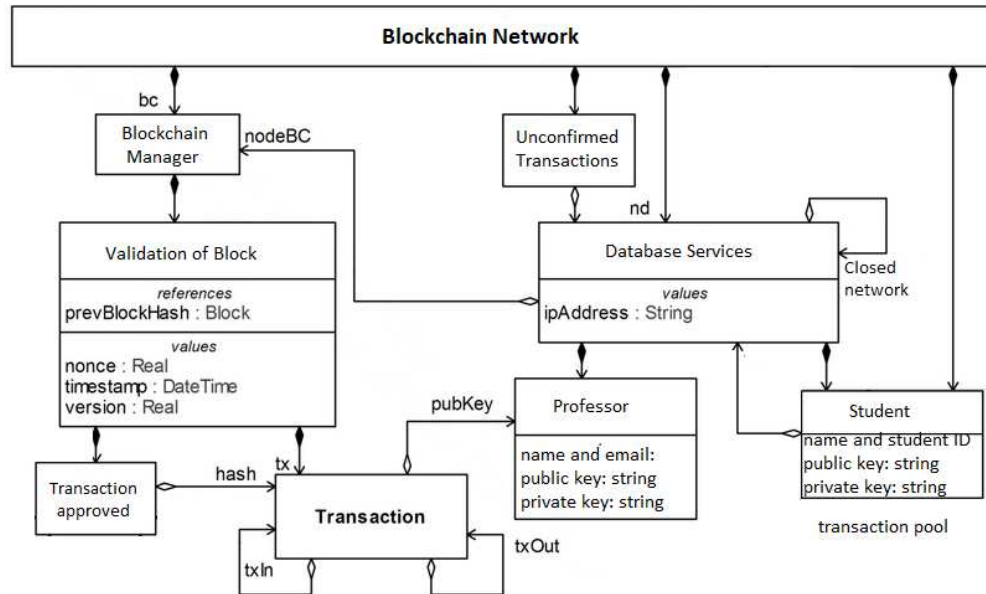 Blockchain Network
bc
Blockchain
Manager
nodeBC
Unconfirmed
Transactions
nd
Validation of Block
references
prevBlockHash : Block
values
nonce : Real
timestamp : DateTime
version : Real
Database Services
values
ipAddress : String
Closed
network
pubKey
Professor
name and email:
public key: string
private key: string
Student
name and student ID
public key: string
private key: string
transaction pool
Transaction
approved
hash
tx
Transaction
txIn
txOut